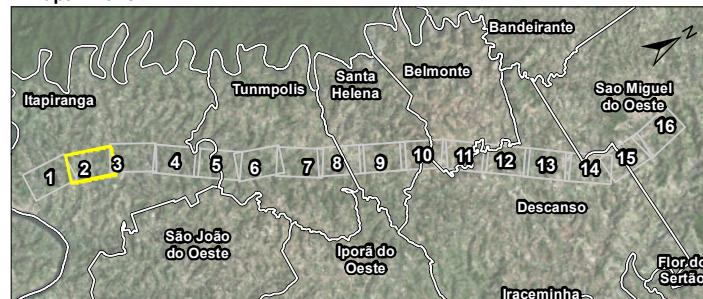 Bandeirante
N
Belmonte
Santa
Helena
Tunmpolis
Itapiranga
Sao Miguel
do Oeste
1
2
3
4
5
6
7
8
9
10
11
12
13
14
15
16
Descanso
São João
do Oeste
Iporã do
Oeste
Flor do
Sertão
Iraceminha